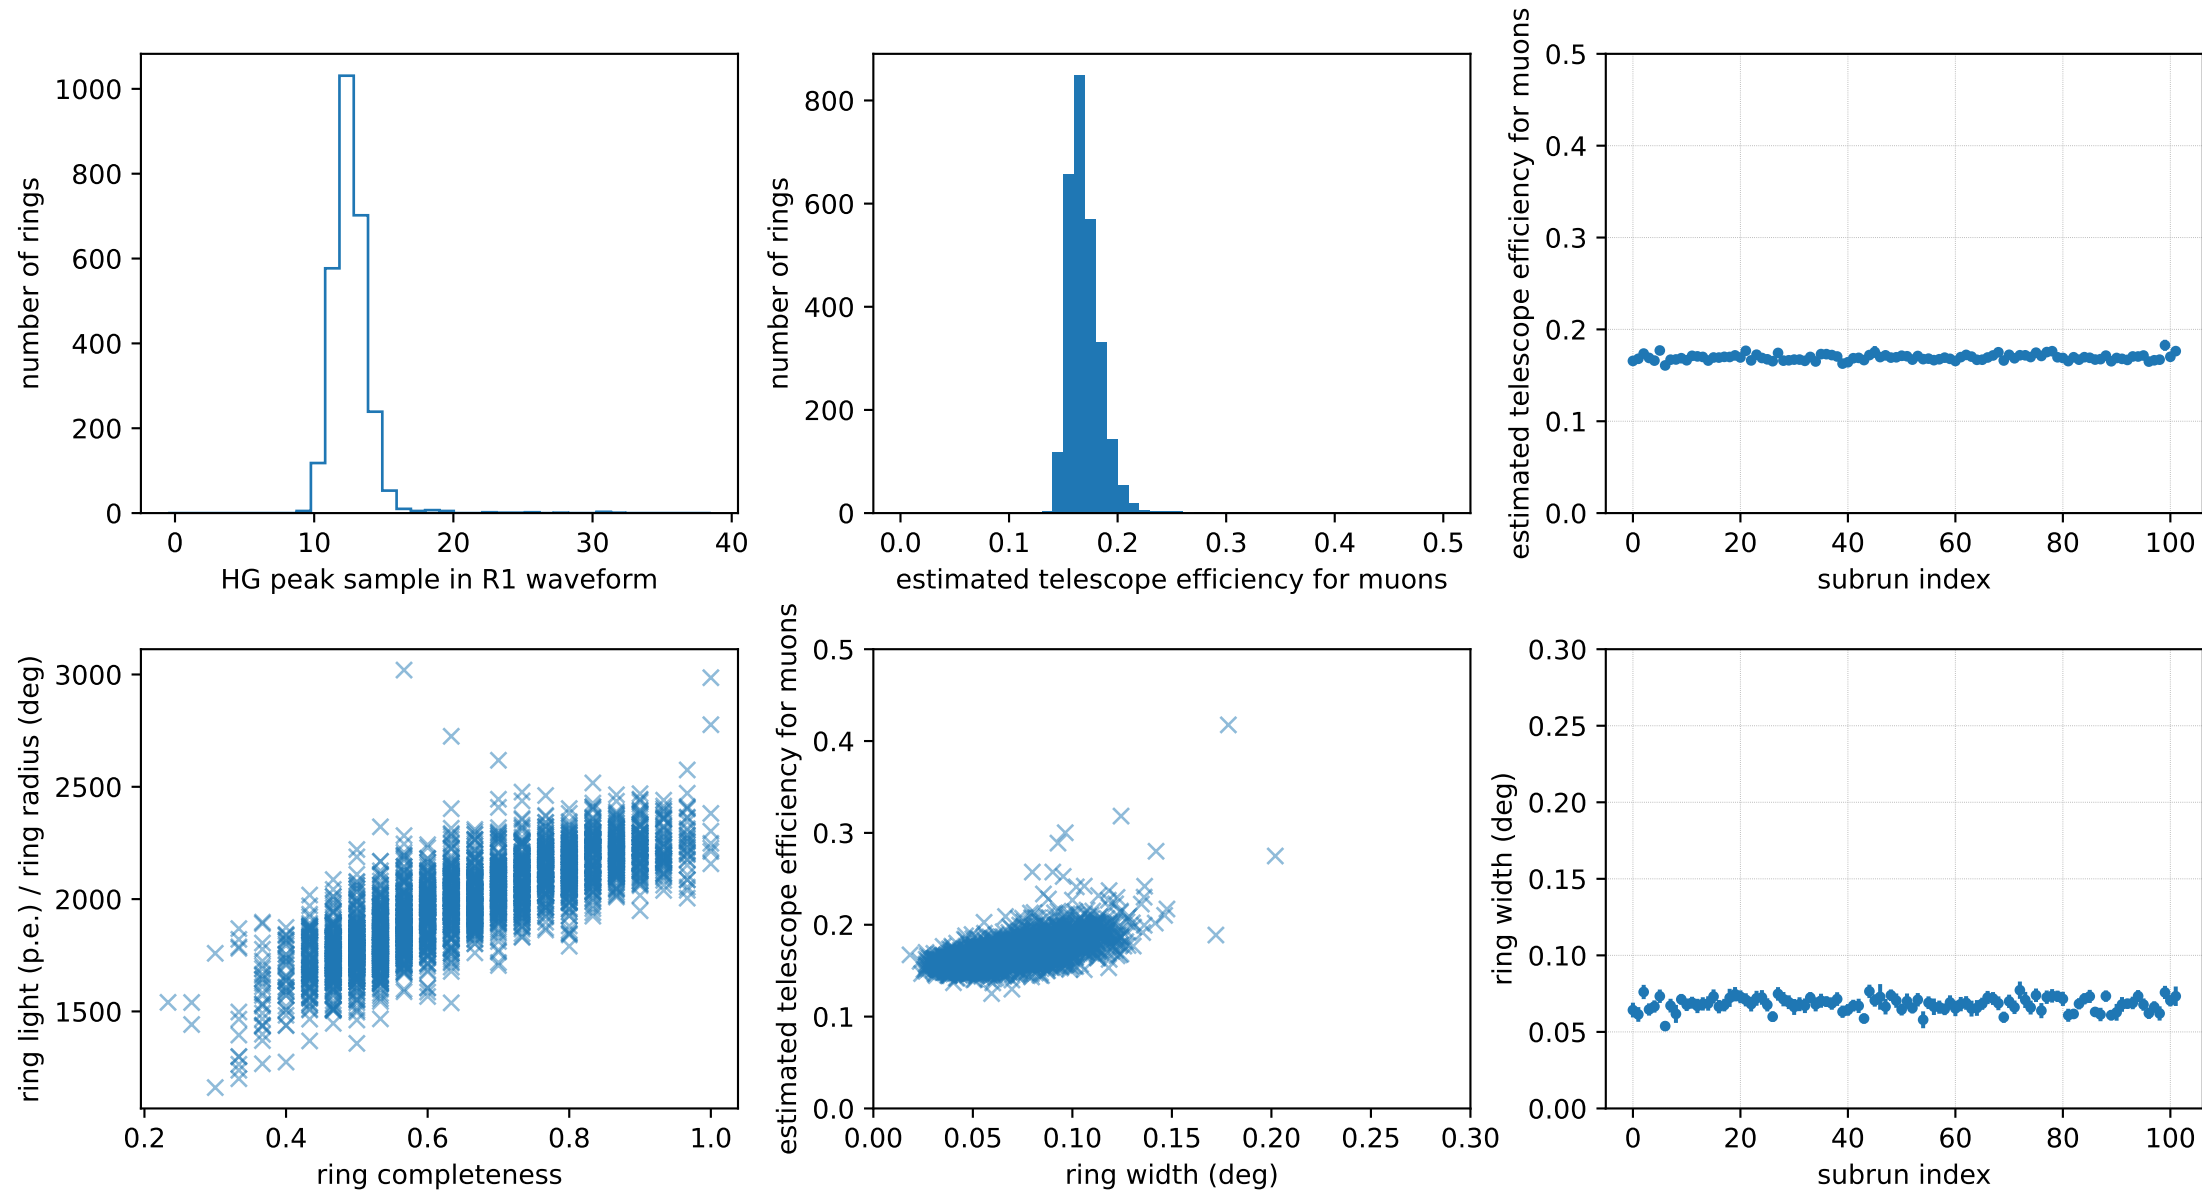 number of rings
1000
800
600
400
200
0
0 10 20 30 40
HG peak sample in R1 waveform
number of rings
800
600
400
200
0
0.0 0.1 0.2 0.3 0.4 0.5
estimated telescope efficiency for muons
estimated telescope efficiency for muons
0.5
0.4
0.3
0.2
0.1
0.0
0 20 40 60 80 100
subrun index
ring light (p.e.) / ring radius (deg)
3000
2500
2000
1500
0.2 0.4 0.6 0.8 1.0
ring completeness
estimated telescope efficiency for muons
0.5
0.4
0.3
0.2
0.1
0.0
0.00 0.05 0.10 0.15 0.20 0.25 0.30
ring width (deg)
ring width (deg)
0.30
0.25
0.20
0.15
0.10
0.05
0.00
0 20 40 60 80 100
subrun index